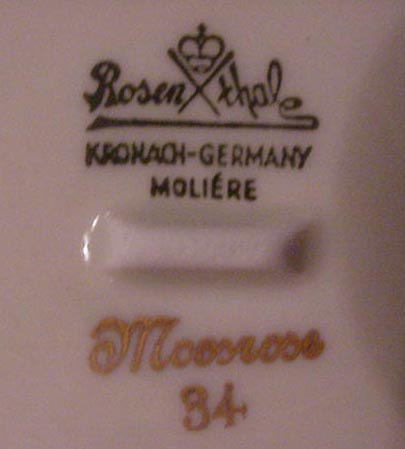 Rosenthal
KRONACH-GERMANY
MOLIÉRE
Moosrose
34